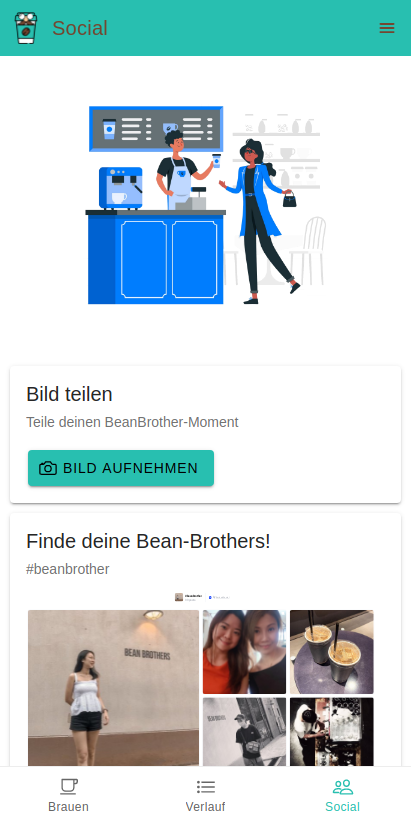 Social
Bild teilen
Teile deinen BeanBrother-Moment
BILD AUFNEHMEN
Finde deine Bean-Brothers!
#beanbrother
BEAN BROTHERS
Brauen
Verlauf
Social